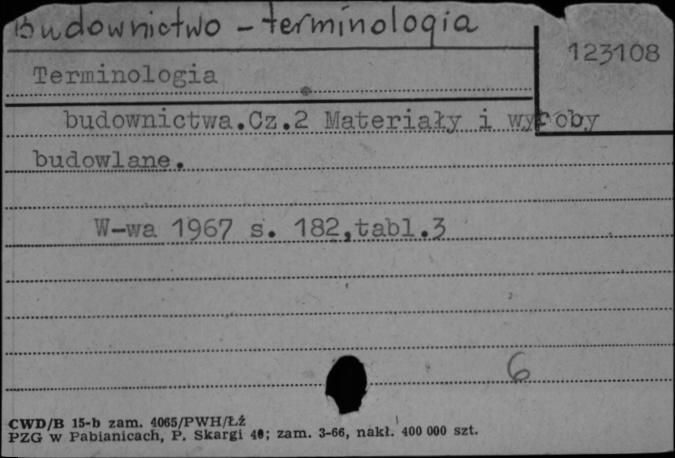 Budownictwo - terminologia
123108
Terminologia
budownictwa.Cz.2 Materiały i wyroby
budowlane.
W-wa 1967 s. 182,tabl.3
6
CWD/B 15-b zam. 4065/PWH/Łź
PZG w Pabianicach, P. Skargi 40; zam. 3-66, nakł. 400 000 szt.